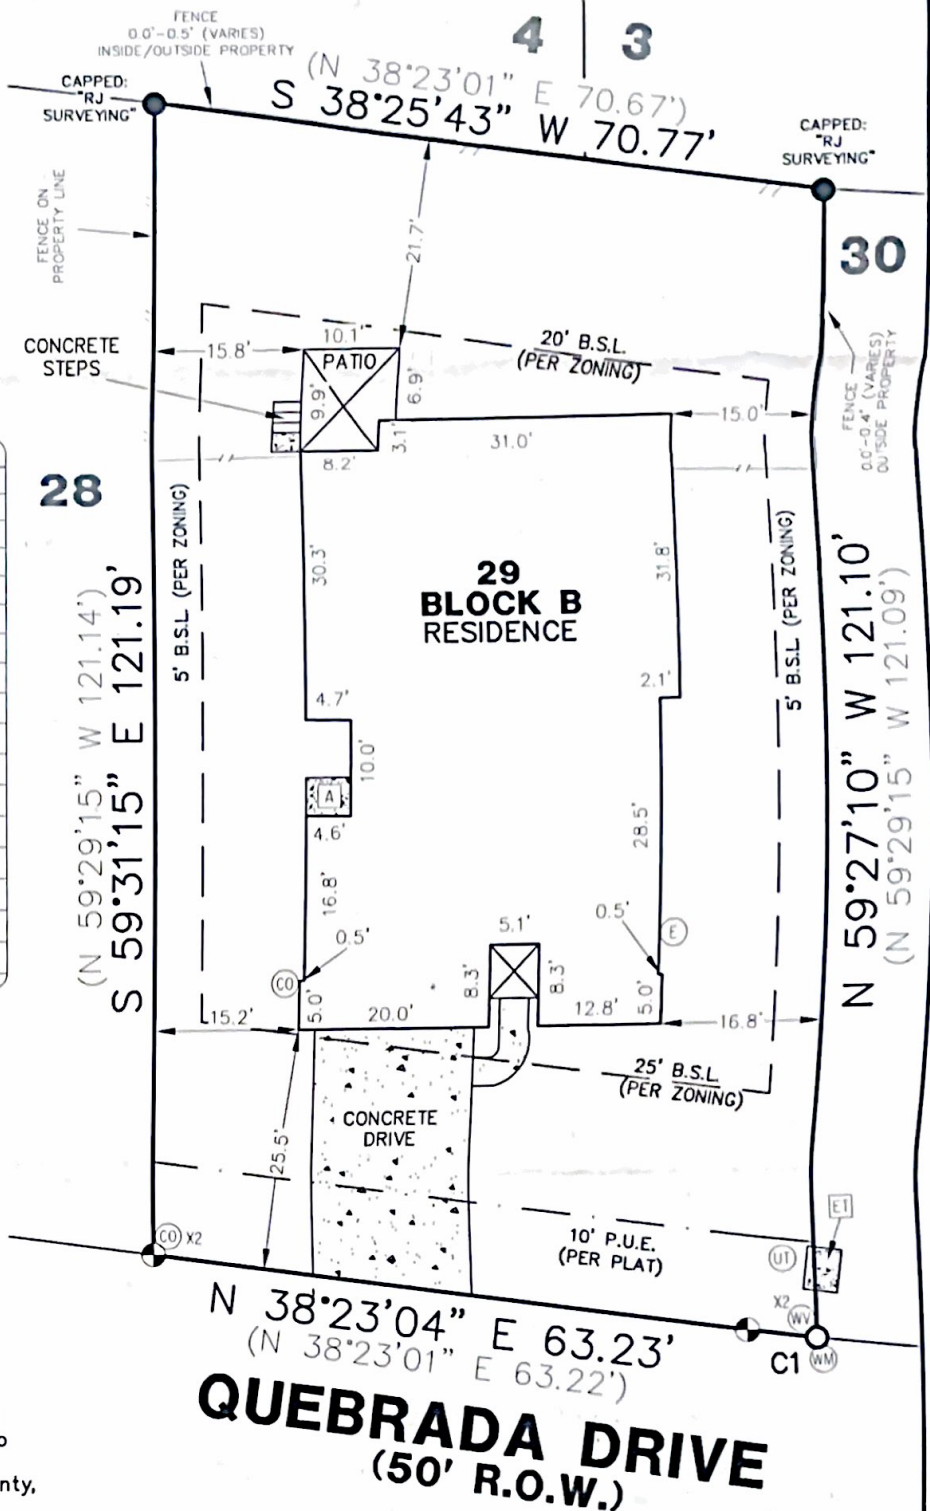 FENCE
0.0'-0.5' (VARIES)
INSIDE/OUTSIDE PROPERTY
4
3
(N 38°23'01" E 70.67')
S 38°25'43" W 70.77'
CAPPED:
"RJ
SURVEYING"
CAPPED:
"RJ
SURVEYING"
FENCE ON
PROPERTY LINE
21.7'
30
20' B.S.L.
(PER ZONING)
CONCRETE
STEPS
15.8'
10.1'
PATIO
9.9'
6.9'
3.1'
8.2'
31.0'
15.0'
FENCE
0.0'-0.4' (VARIES)
OUTSIDE PROPERTY
28
5' B.S.L. (PER ZONING)
30.3'
29
BLOCK B
RESIDENCE
31.8'
5' B.S.L. (PER ZONING)
(N 59°29'15" W 121.14')
S 59°31'15" E 121.19'
N 59°27'10" W 121.10'
(N 59°29'15" W 121.09')
4.7'
2.1'
10.0'
A
4.6'
28.5'
16.8'
0.5'
0.5'
5.1'
E
CO
8.3'
8.3'
5.0'
20.0'
12.8'
5.0'
15.2'
16.8'
25' B.S.L.
(PER ZONING)
CONCRETE
DRIVE
25.5'
10' P.U.E.
(PER PLAT)
ET
UT
CO X2
X2
WV
C1
WM
N 38°23'04" E 63.23'
(N 38°23'01" E 63.22')
QUEBRADA DRIVE
(50' R.O.W.)
nty,